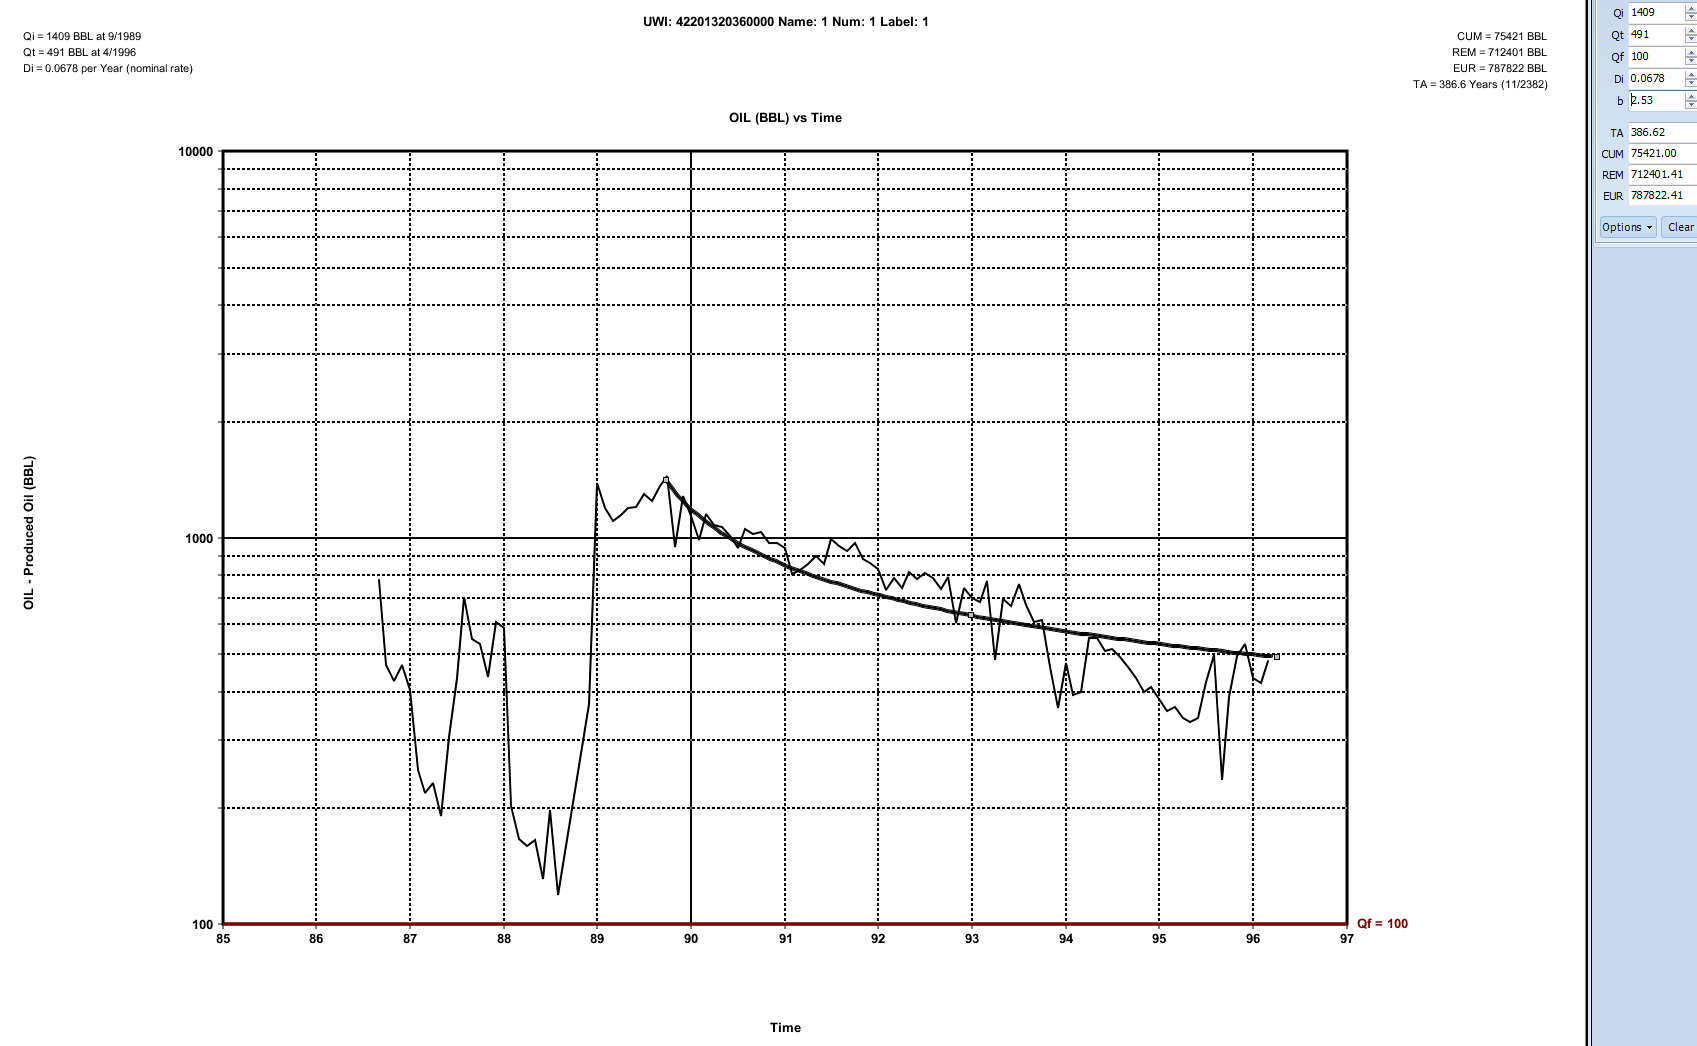 UWI: 42201320360000 Name: 1 Num: 1 Label: 1
Qi = 1409 BBL at 9/1989
Qt = 491 BBL at 4/1996
Di = 0.0678 per Year (nominal rate)
CUM = 75421 BBL
REM = 712401 BBL
EUR = 787822 BBL
TA = 386.6 Years (11/2382)
OIL (BBL) vs Time
10000
1000
100
OIL - Produced Oil (BBL)
85 86 87 88 89 90 91 92 93 94 95 96 97
Qf = 100
Time
Qi 1409
Qt 491
Qf 100
Di 0.0678
b 2.53
TA 386.62
CUM 75421.00
REM 712401.41
EUR 787822.41
Options Clear